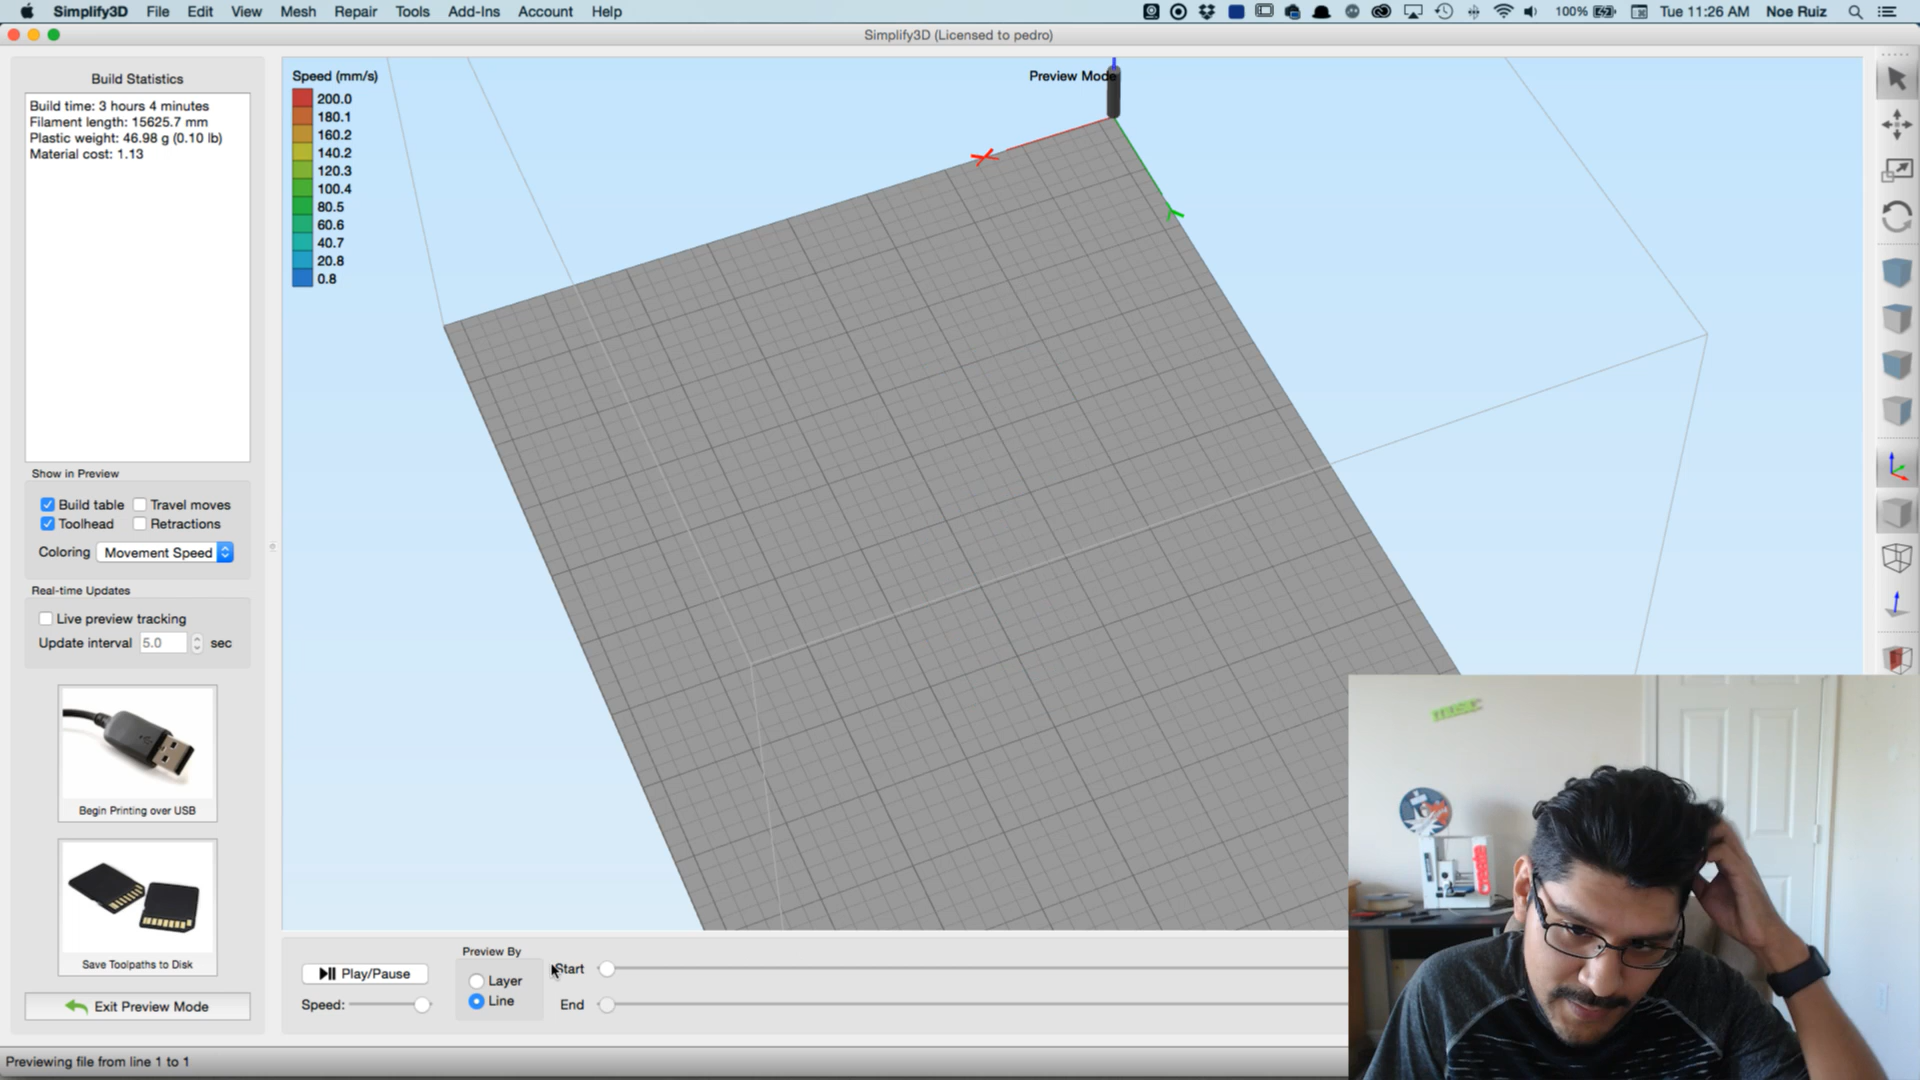 Simplify3D File Edit View Mesh Repair Tools Add-Ins Account Help 100% Tue 11:26 AM Noe Ruiz
Simplify3D (Licensed to pedro)
Build Statistics
Build time: 3 hours 4 minutes
Filament length: 15625.7 mm
Plastic weight: 46.98 g (0.10 lb)
Material cost: 1.13
Show in Preview
Build table Travel moves
Toolhead Retractions
Coloring Movement Speed
Real-time Updates
Live preview tracking
Update interval 5.0 sec
Begin Printing over USB
Save Toolpaths to Disk
Exit Preview Mode
Previewing file from line 1 to 1
Speed (mm/s)
200.0
180.1
160.2
140.2
120.3
100.4
80.5
60.6
40.7
20.8
0.8
Preview Mode
Play/Pause
Speed:
Preview By
Layer
Line
Start
End